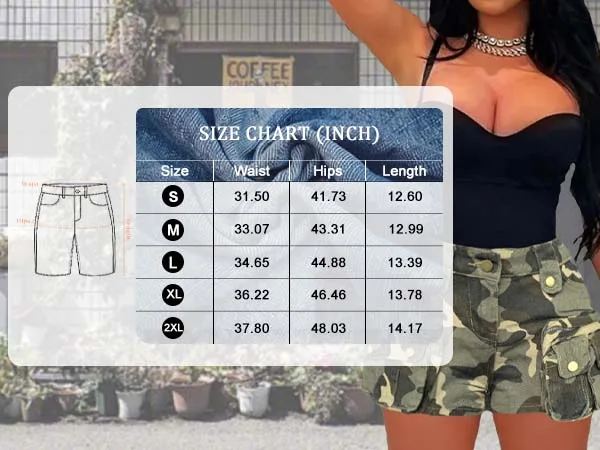 COFFEE
SIZE CHART (INCH)
Size Waist Hips Length
S 31.50 41.73 12.60
M 33.07 43.31 12.99
L 34.65 44.88 13.39
XL 36.22 46.46 13.78
2XL 37.80 48.03 14.17
Waist
Hips